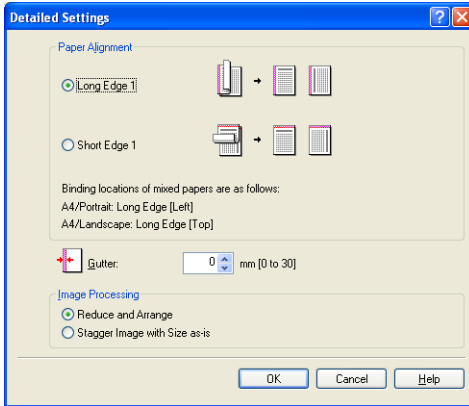 Detailed Settings
Paper Alignment
Long Edge 1
Short Edge 1
Binding locations of mixed papers are as follows:
A4/Portrait: Long Edge [Left]
A4/Landscape: Long Edge [Top]
Gutter:
0
mm [0 to 30]
Image Processing
Reduce and Arrange
Stagger Image with Size as-is
OK
Cancel
Help